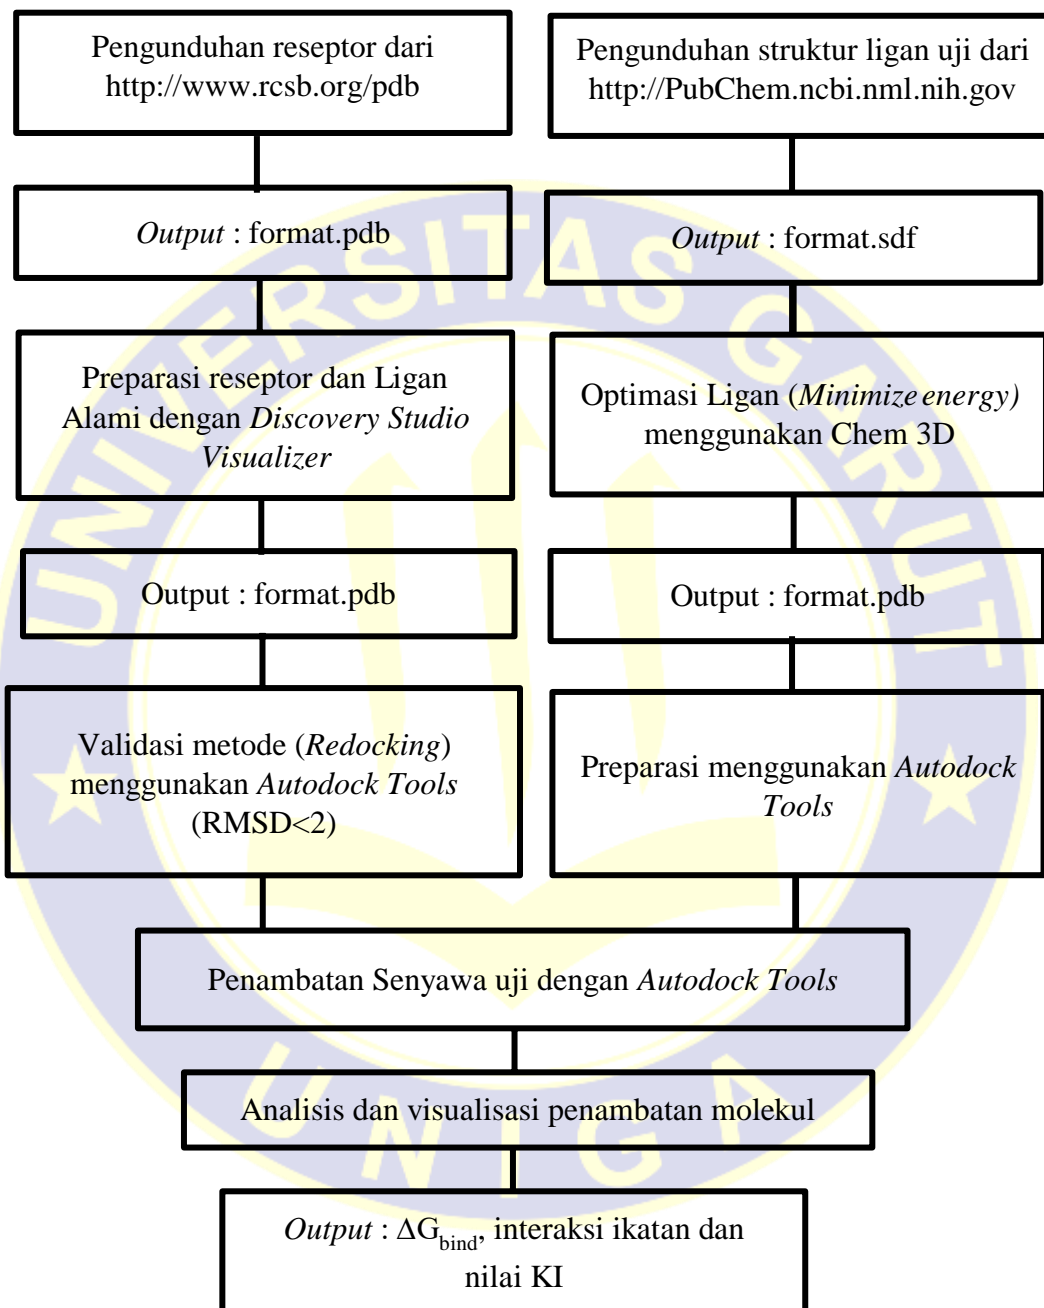 Pengunduhan reseptor dari
http://www.rcsb.org/pdb
Pengunduhan struktur ligan uji dari
http://PubChem.ncbi.nml.nih.gov
Output : format.pdb
Output : format.sdf
Preparasi reseptor dan Ligan
Alami dengan Discovery Studio
Visualizer
Optimasi Ligan (Minimize energy)
menggunakan Chem 3D
Output : format.pdb
Output : format.pdb
Validasi metode (Redocking)
menggunakan Autodock Tools
(RMSD<2)
Preparasi menggunakan Autodock
Tools
Penambatan Senyawa uji dengan Autodock Tools
Analisis dan visualisasi penambatan molekul
Output : ΔGbind, interaksi ikatan dan
nilai KI
UNIVERSITAS GARUT
UNIGA